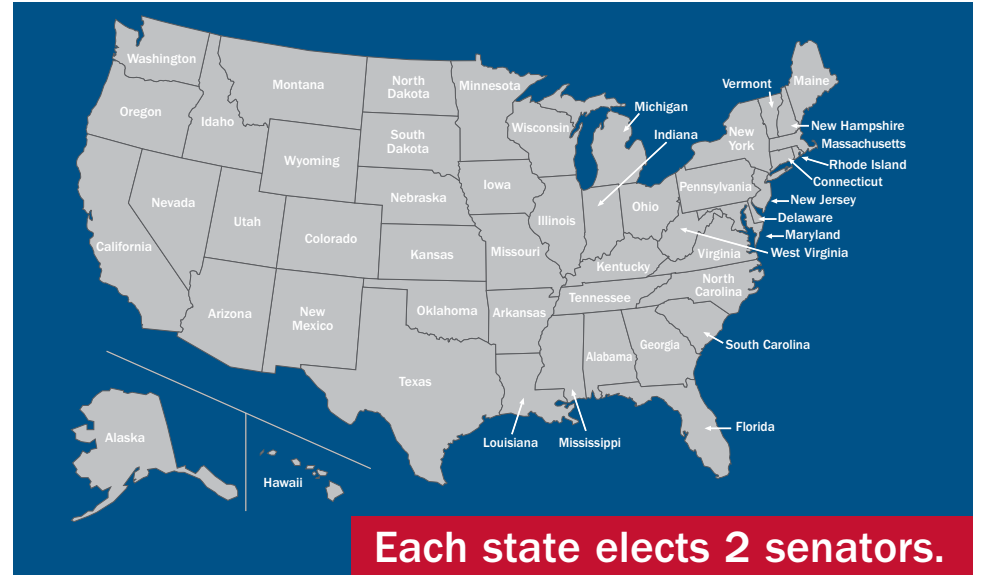 Washington
Montana
North
Dakota
Minnesota
Vermont
Maine
Oregon
Idaho
Wisconsin
Michigan
New Hampshire
South
Dakota
Indiana
New
York
Massachusetts
Wyoming
Rhode Island
Connecticut
Iowa
Pennsylvania
Nebraska
New Jersey
Nevada
Utah
Illinois
Ohio
Delaware
Colorado
Maryland
California
Kansas
Missouri
Virginia
West Virginia
Kentucky
North
Carolina
Tennessee
Arizona
New
Mexico
Oklahoma
Arkansas
Alabama
Georgia
South Carolina
Texas
Alaska
Louisiana
Mississippi
Florida
Hawaii
Each state elects 2 senators.